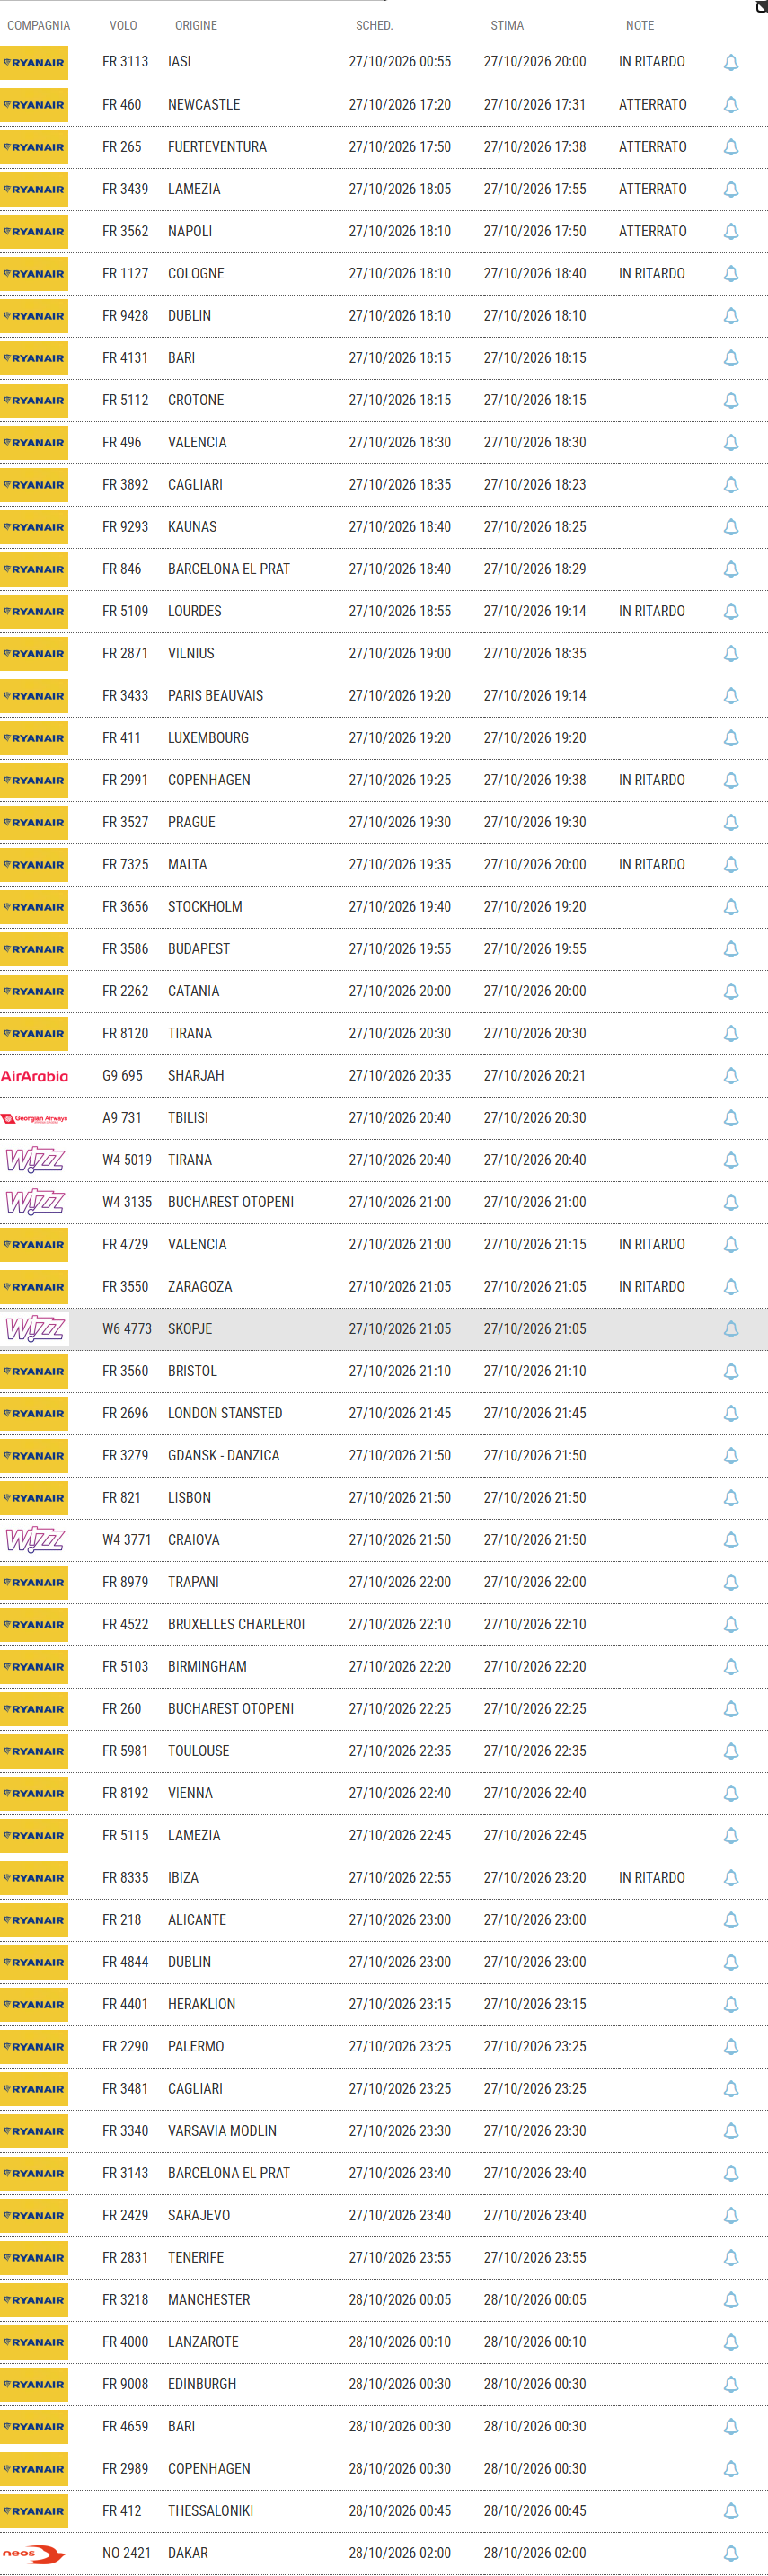 COMPAGNIA VOLO ORIGINE SCHED. STIMA NOTE
RYANAIR FR 3113 IASI 27/10/2026 00:55 27/10/2026 20:00 IN RITARDO
RYANAIR FR 460 NEWCASTLE 27/10/2026 17:20 27/10/2026 17:31 ATTERRATO
RYANAIR FR 265 FUERTEVENTURA 27/10/2026 17:50 27/10/2026 17:38 ATTERRATO
RYANAIR FR 3439 LAMEZIA 27/10/2026 18:05 27/10/2026 17:55 ATTERRATO
RYANAIR FR 3562 NAPOLI 27/10/2026 18:10 27/10/2026 17:50 ATTERRATO
RYANAIR FR 1127 COLOGNE 27/10/2026 18:10 27/10/2026 18:40 IN RITARDO
RYANAIR FR 9428 DUBLIN 27/10/2026 18:10 27/10/2026 18:10
RYANAIR FR 4131 BARI 27/10/2026 18:15 27/10/2026 18:15
RYANAIR FR 5112 CROTONE 27/10/2026 18:15 27/10/2026 18:15
RYANAIR FR 496 VALENCIA 27/10/2026 18:30 27/10/2026 18:30
RYANAIR FR 3892 CAGLIARI 27/10/2026 18:35 27/10/2026 18:23
RYANAIR FR 9293 KAUNAS 27/10/2026 18:40 27/10/2026 18:25
RYANAIR FR 846 BARCELONA EL PRAT 27/10/2026 18:40 27/10/2026 18:29
RYANAIR FR 5109 LOURDES 27/10/2026 18:55 27/10/2026 19:14 IN RITARDO
RYANAIR FR 2871 VILNIUS 27/10/2026 19:00 27/10/2026 18:35
RYANAIR FR 3433 PARIS BEAUVAIS 27/10/2026 19:20 27/10/2026 19:14
RYANAIR FR 411 LUXEMBOURG 27/10/2026 19:20 27/10/2026 19:20
RYANAIR FR 2991 COPENHAGEN 27/10/2026 19:25 27/10/2026 19:38 IN RITARDO
RYANAIR FR 3527 PRAGUE 27/10/2026 19:30 27/10/2026 19:30
RYANAIR FR 7325 MALTA 27/10/2026 19:35 27/10/2026 20:00 IN RITARDO
RYANAIR FR 3656 STOCKHOLM 27/10/2026 19:40 27/10/2026 19:20
RYANAIR FR 3586 BUDAPEST 27/10/2026 19:55 27/10/2026 19:55
RYANAIR FR 2262 CATANIA 27/10/2026 20:00 27/10/2026 20:00
RYANAIR FR 8120 TIRANA 27/10/2026 20:30 27/10/2026 20:30
AirArabia G9 695 SHARJAH 27/10/2026 20:35 27/10/2026 20:21
Georgian Airways A9 731 TBILISI 27/10/2026 20:40 27/10/2026 20:30
WIZZ W4 5019 TIRANA 27/10/2026 20:40 27/10/2026 20:40
WIZZ W4 3135 BUCHAREST OTOPENI 27/10/2026 21:00 27/10/2026 21:00
RYANAIR FR 4729 VALENCIA 27/10/2026 21:00 27/10/2026 21:15 IN RITARDO
RYANAIR FR 3550 ZARAGOZA 27/10/2026 21:05 27/10/2026 21:05 IN RITARDO
WIZZ W6 4773 SKOPJE 27/10/2026 21:05 27/10/2026 21:05
RYANAIR FR 3560 BRISTOL 27/10/2026 21:10 27/10/2026 21:10
RYANAIR FR 2696 LONDON STANSTED 27/10/2026 21:45 27/10/2026 21:45
RYANAIR FR 3279 GDANSK - DANZICA 27/10/2026 21:50 27/10/2026 21:50
RYANAIR FR 821 LISBON 27/10/2026 21:50 27/10/2026 21:50
WIZZ W4 3771 CRAIOVA 27/10/2026 21:50 27/10/2026 21:50
RYANAIR FR 8979 TRAPANI 27/10/2026 22:00 27/10/2026 22:00
RYANAIR FR 4522 BRUXELLES CHARLEROI 27/10/2026 22:10 27/10/2026 22:10
RYANAIR FR 5103 BIRMINGHAM 27/10/2026 22:20 27/10/2026 22:20
RYANAIR FR 260 BUCHAREST OTOPENI 27/10/2026 22:25 27/10/2026 22:25
RYANAIR FR 5981 TOULOUSE 27/10/2026 22:35 27/10/2026 22:35
RYANAIR FR 8192 VIENNA 27/10/2026 22:40 27/10/2026 22:40
RYANAIR FR 5115 LAMEZIA 27/10/2026 22:45 27/10/2026 22:45
RYANAIR FR 8335 IBIZA 27/10/2026 22:55 27/10/2026 23:20 IN RITARDO
RYANAIR FR 218 ALICANTE 27/10/2026 23:00 27/10/2026 23:00
RYANAIR FR 4844 DUBLIN 27/10/2026 23:00 27/10/2026 23:00
RYANAIR FR 4401 HERAKLION 27/10/2026 23:15 27/10/2026 23:15
RYANAIR FR 2290 PALERMO 27/10/2026 23:25 27/10/2026 23:25
RYANAIR FR 3481 CAGLIARI 27/10/2026 23:25 27/10/2026 23:25
RYANAIR FR 3340 VARSAVIA MODLIN 27/10/2026 23:30 27/10/2026 23:30
RYANAIR FR 3143 BARCELONA EL PRAT 27/10/2026 23:40 27/10/2026 23:40
RYANAIR FR 2429 SARAJEVO 27/10/2026 23:40 27/10/2026 23:40
RYANAIR FR 2831 TENERIFE 27/10/2026 23:55 27/10/2026 23:55
RYANAIR FR 3218 MANCHESTER 28/10/2026 00:05 28/10/2026 00:05
RYANAIR FR 4000 LANZAROTE 28/10/2026 00:10 28/10/2026 00:10
RYANAIR FR 9008 EDINBURGH 28/10/2026 00:30 28/10/2026 00:30
RYANAIR FR 4659 BARI 28/10/2026 00:30 28/10/2026 00:30
RYANAIR FR 2989 COPENHAGEN 28/10/2026 00:30 28/10/2026 00:30
RYANAIR FR 412 THESSALONIKI 28/10/2026 00:45 28/10/2026 00:45
neos NO 2421 DAKAR 28/10/2026 02:00 28/10/2026 02:00